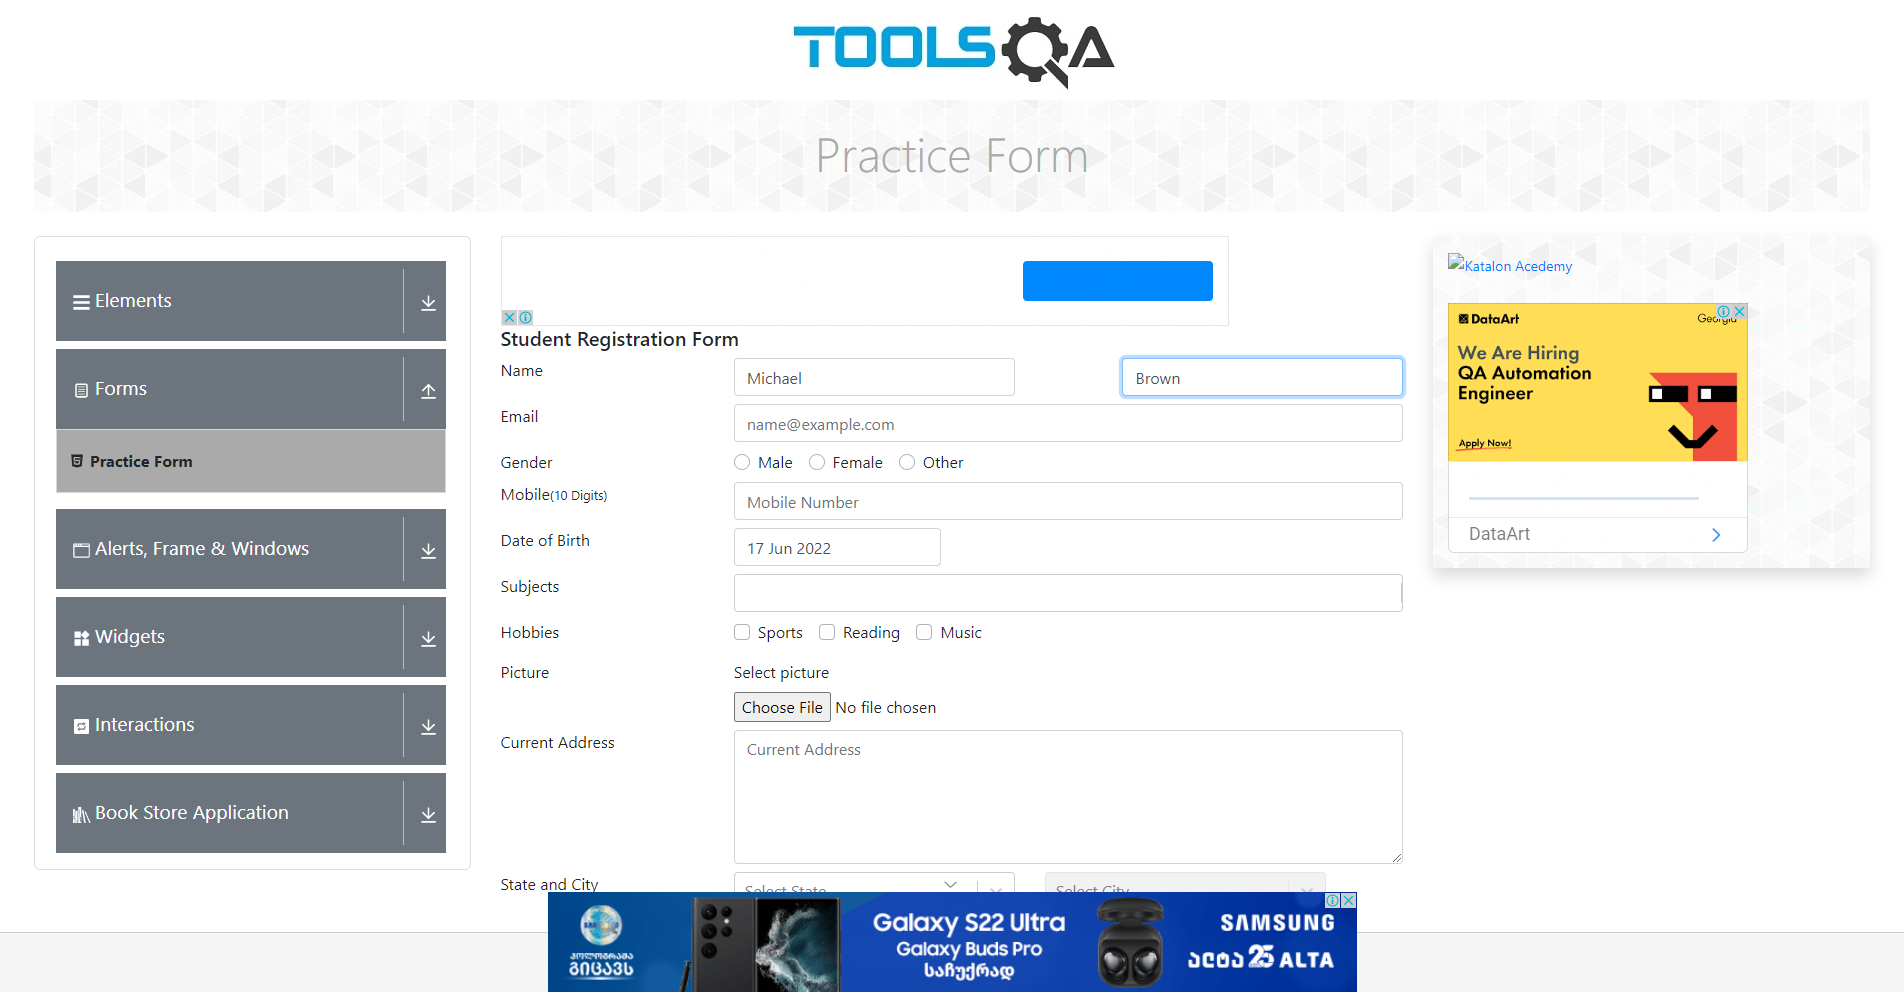 TOOLSQA
Practice Form
Elements
Forms
Practice Form
Alerts, Frame & Windows
Widgets
Interactions
Book Store Application
Student Registration Form
Name
Michael
Brown
Email
name@example.com
Gender
Male
Female
Other
Mobile(10 Digits)
Mobile Number
Date of Birth
17 Jun 2022
Subjects
Hobbies
Sports
Reading
Music
Picture
Select picture
Choose File No file chosen
Current Address
Current Address
State and City
Select State
Select City
Katalon Acedemy
DataArt
Georgia
We Are Hiring
QA Automation
Engineer
Apply Now!
DataArt
გიცავს
Galaxy S22 Ultra
Galaxy Buds Pro
საჩუქრად
SAMSUNG
ალტა 25 ALTA